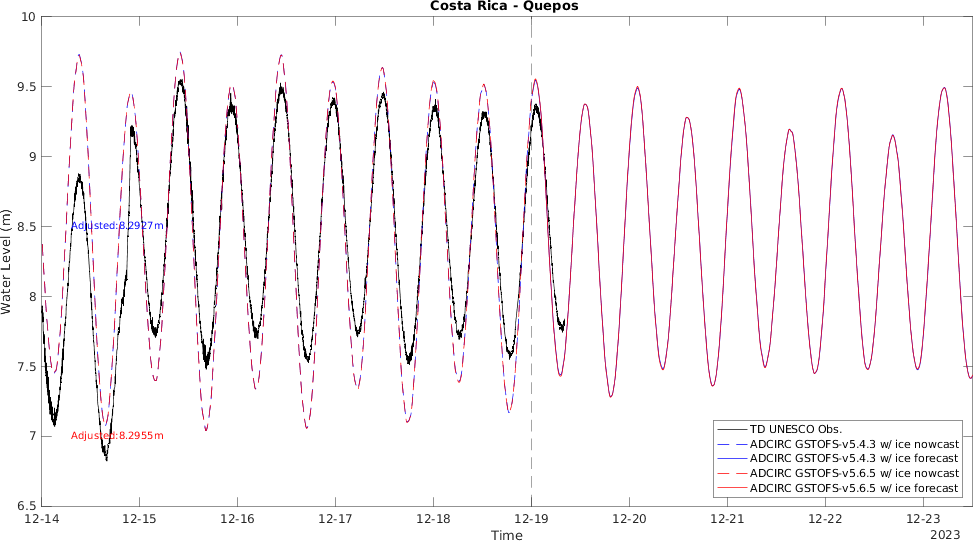 Costa Rica - Quepos
10
9.5
9
8.5
8
7.5
7
6.5
Water Level (m)
Adjusted:8.2927m
Adjusted:8.2955m
TD UNESCO Obs.
ADCIRC GSTOFS-v5.4.3 w/ ice nowcast
ADCIRC GSTOFS-v5.4.3 w/ ice forecast
ADCIRC GSTOFS-v5.6.5 w/ ice nowcast
ADCIRC GSTOFS-v5.6.5 w/ ice forecast
12-14 12-15 12-16 12-17 12-18 12-19 12-20 12-21 12-22 12-23
Time
2023